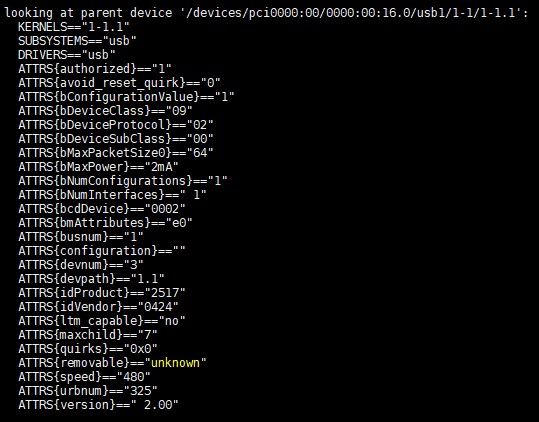 looking at parent device '/devices/pci0000:00/0000:00:16.0/usb1/1-1/1-1.1':
KERNELS=="1-1.1"
SUBSYSTEMS=="usb"
DRIVERS=="usb"
ATTRS{authorized}=="1"
ATTRS{avoid_reset_quirk}=="0"
ATTRS{bConfigurationValue}=="1"
ATTRS{bDeviceClass}=="09"
ATTRS{bDeviceProtocol}=="02"
ATTRS{bDeviceSubClass}=="00"
ATTRS{bMaxPacketSize0}=="64"
ATTRS{bMaxPower}=="2mA"
ATTRS{bNumConfigurations}=="1"
ATTRS{bNumInterfaces}==" 1"
ATTRS{bcdDevice}=="0002"
ATTRS{bmAttributes}=="e0"
ATTRS{busnum}=="1"
ATTRS{configuration}==""
ATTRS{devnum}=="3"
ATTRS{devpath}=="1.1"
ATTRS{idProduct}=="2517"
ATTRS{idVendor}=="0424"
ATTRS{ltm_capable}=="no"
ATTRS{maxchild}=="7"
ATTRS{quirks}=="0x0"
ATTRS{removable}=="unknown"
ATTRS{speed}=="480"
ATTRS{urbnum}=="325"
ATTRS{version}==" 2.00"